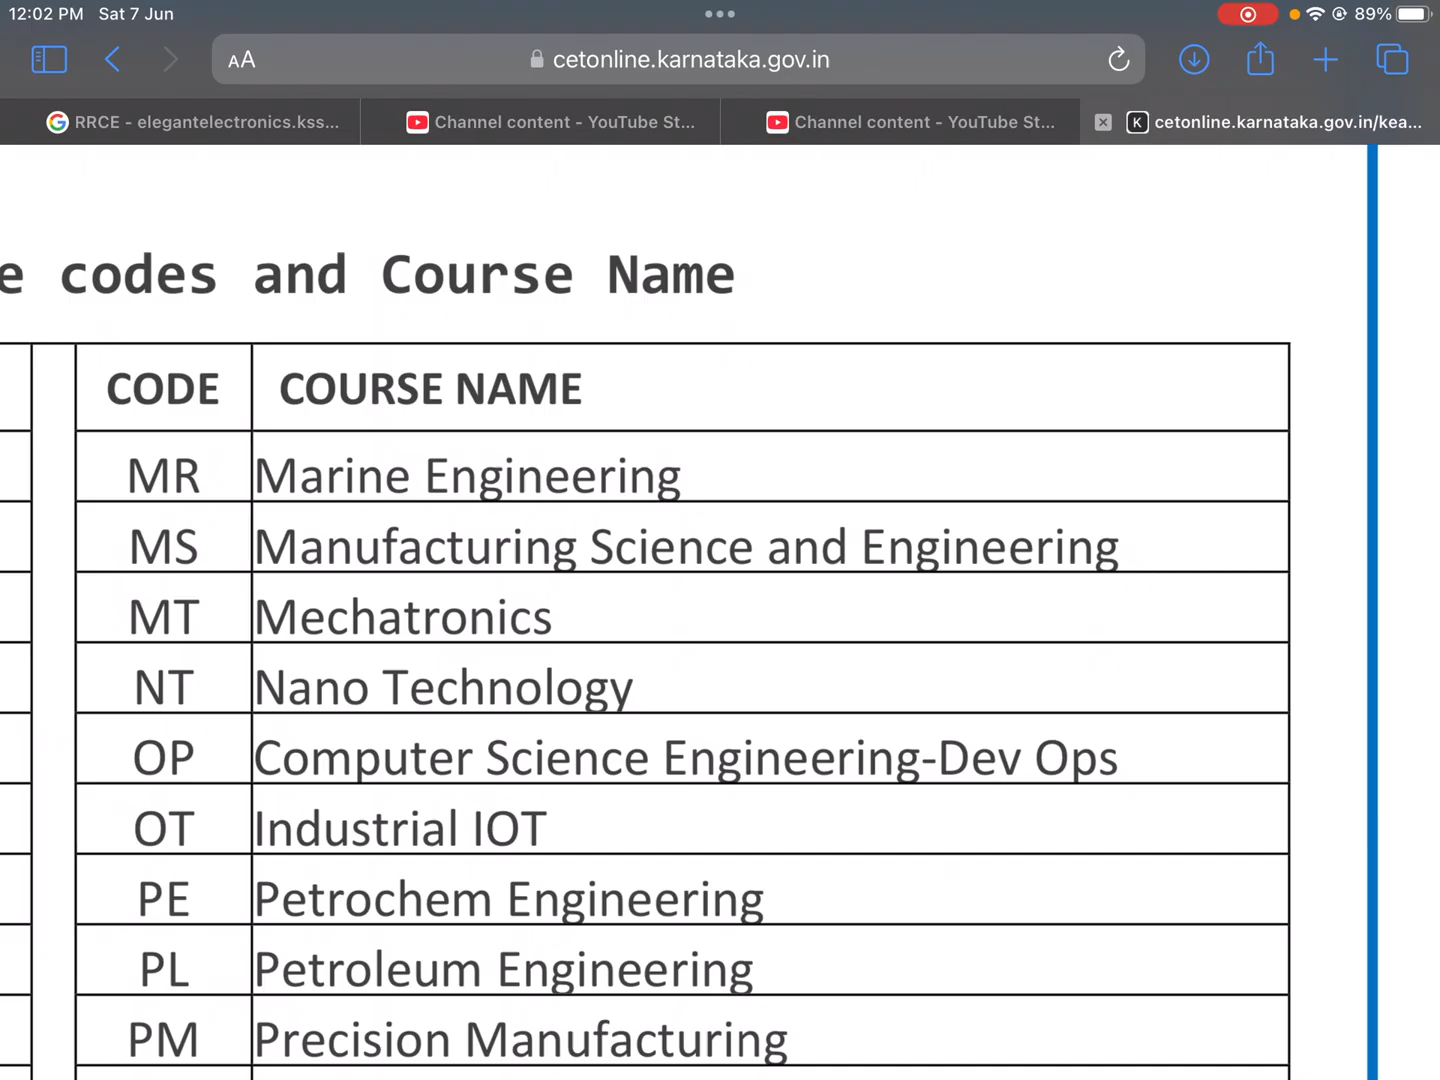 12:02 PM Sat 7 Jun
89%
AA
cetonline.karnataka.gov.in
RRCE - elegantelectronics.kss...
Channel content - YouTube St...
Channel content - YouTube St...
K cetonline.karnataka.gov.in/kea...
e codes and Course Name
CODE COURSE NAME
MR Marine Engineering
MS Manufacturing Science and Engineering
MT Mechatronics
NT Nano Technology
OP Computer Science Engineering-Dev Ops
OT Industrial IOT
PE Petrochem Engineering
PL Petroleum Engineering
PM Precision Manufacturing